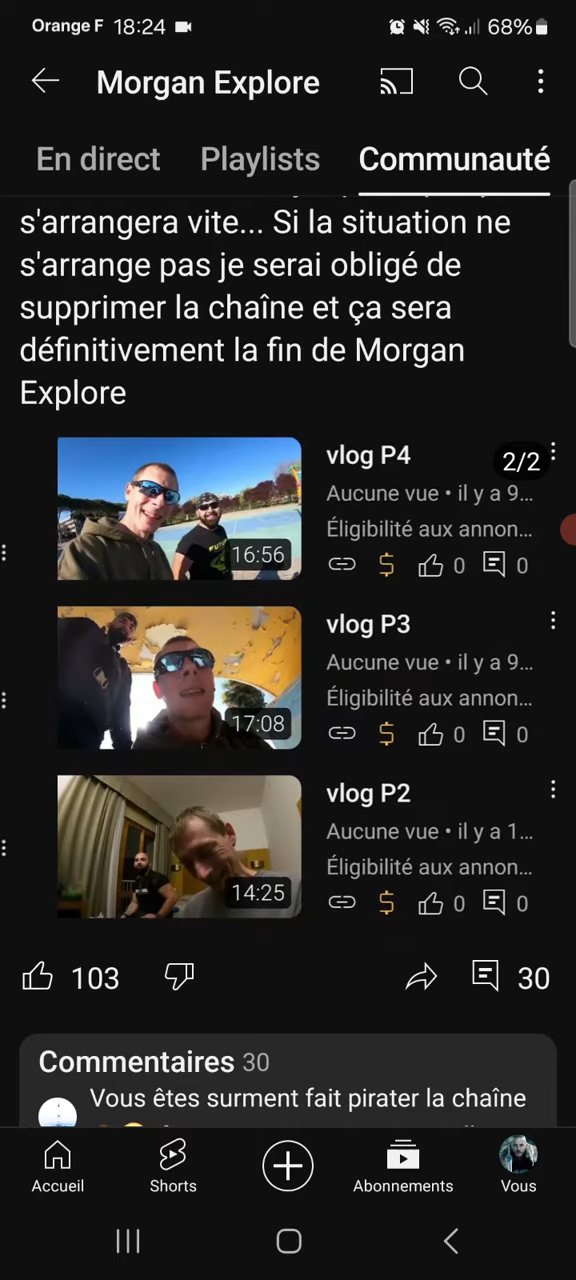 Orange F 18:24 68%
Morgan Explore
En direct Playlists Communauté
s'arrangera vite... Si la situation ne
s'arrange pas je serai obligé de
supprimer la chaîne et ça sera
définitivement la fin de Morgan
Explore
vlog P4
2/2
Aucune vue • il y a 9...
Éligibilité aux annon...
16:56
0 0
vlog P3
Aucune vue • il y a 9...
Éligibilité aux annon...
17:08
0 0
vlog P2
Aucune vue • il y a 1...
Éligibilité aux annon...
14:25
0 0
103 30
Commentaires 30
Vous êtes surment fait pirater la chaîne
Accueil Shorts Abonnements Vous